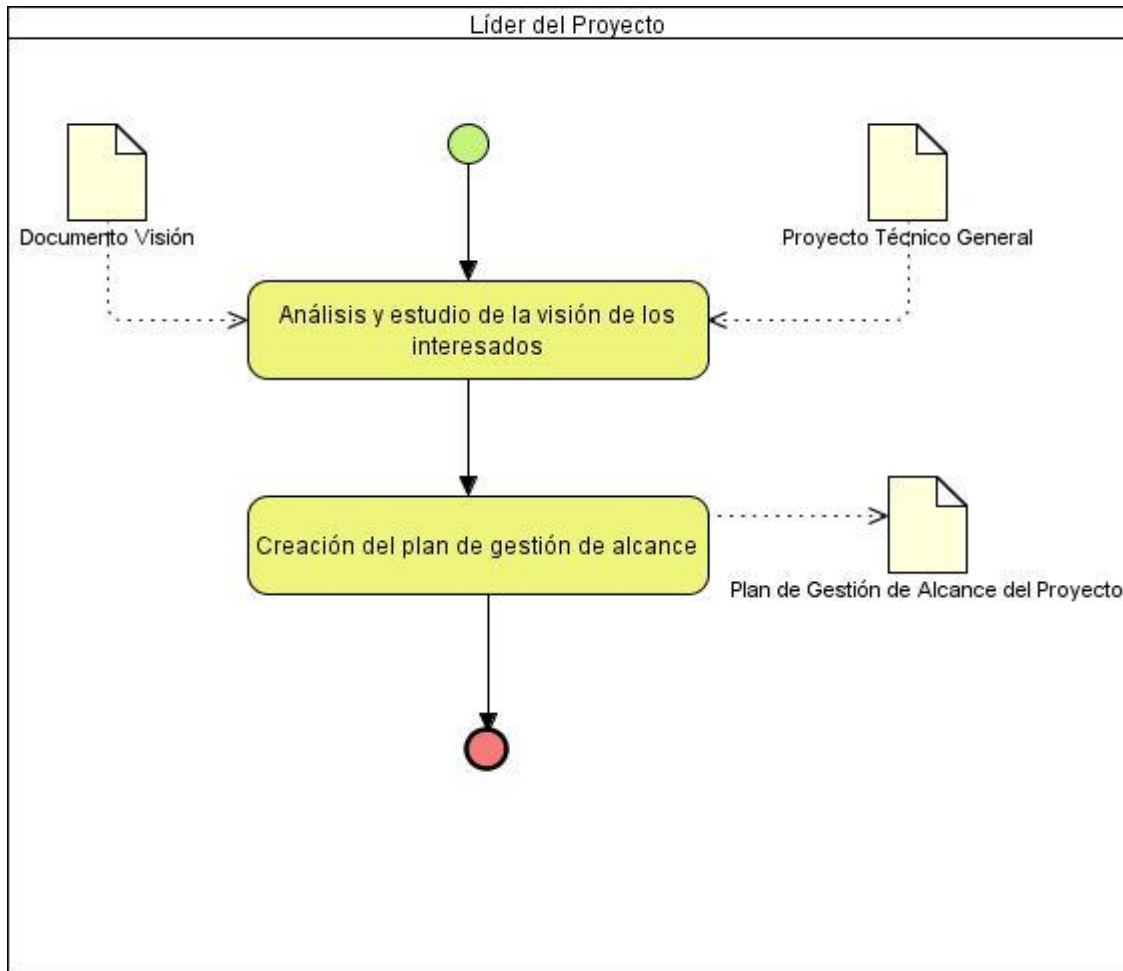 Líder del Proyecto
Documento Visión
Proyecto Técnico General
Análisis y estudio de la visión de los
interesados
Creación del plan de gestión de alcance
Plan de Gestión de Alcance del Proyecto